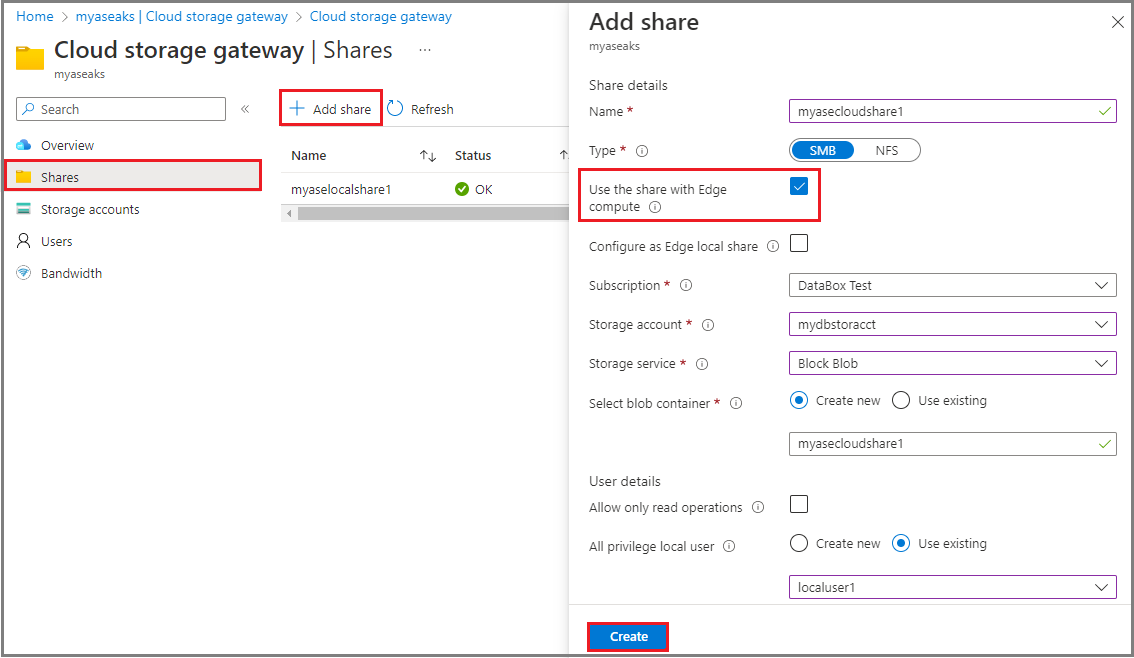 Home > myaseaks | Cloud storage gateway > Cloud storage gateway
Cloud storage gateway | Shares ...
myaseaks
Search «
Overview
Shares
Storage accounts
Users
Bandwidth
+ Add share Refresh
Name ↑↓ Status ↑↓
myaselocalshare1 OK
Add share
myaseaks
Share details
Name * myasecloudshare1
Type * SMB NFS
Use the share with Edge
compute
Configure as Edge local share
Subscription * DataBox Test
Storage account * mydbstoracct
Storage service * Block Blob
Select blob container * Create new Use existing
myasecloudshare1
User details
Allow only read operations
All privilege local user Create new Use existing
localuser1
Create